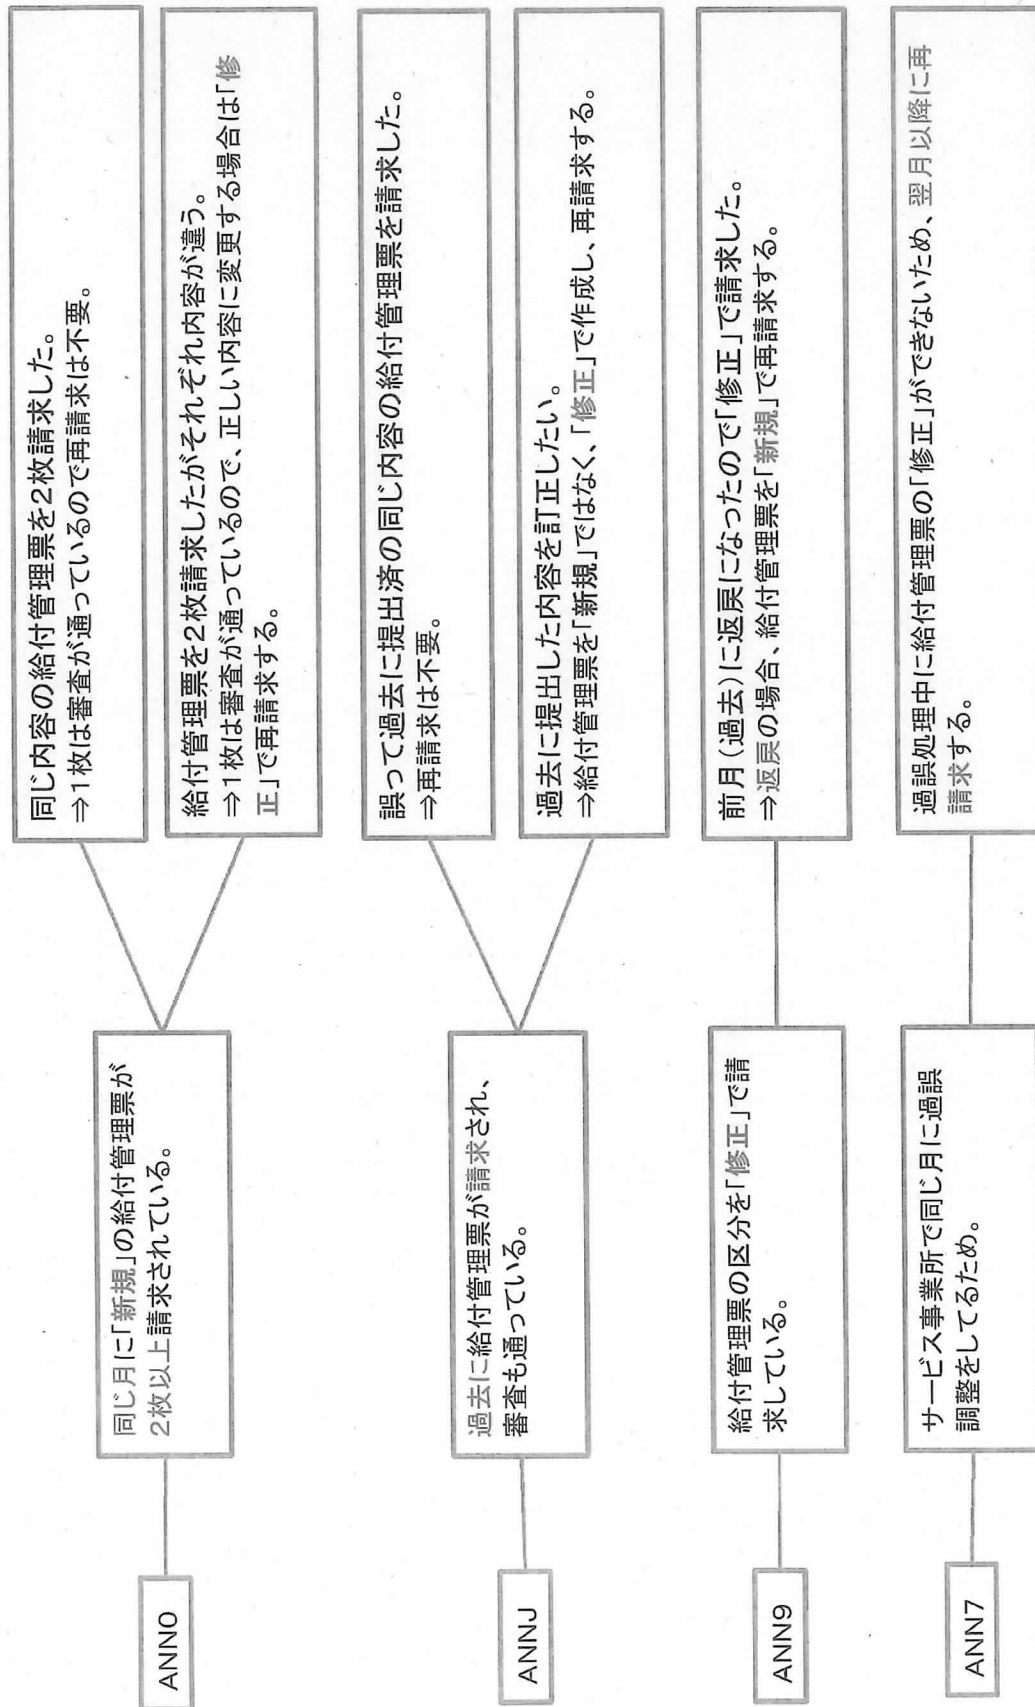 ANN0
同じ月に「新規」の給付管理票が
2枚以上請求されている。
同じ内容の給付管理票を2枚請求した。
⇒1枚は審査が通っているので再請求は不要。
給付管理票を2枚請求したがそれぞれ内容が違う。
⇒1枚は審査が通っているので、正しい内容に変更する場合は「修
正」で再請求する。
ANNJ
過去に給付管理票が請求され、
審査も通っている。
誤って過去に提出済の同じ内容の給付管理票を請求した。
⇒再請求は不要。
過去に提出した内容を訂正したい。
⇒給付管理票を「新規」ではなく、「修正」で作成し、再請求する。
ANN9
給付管理票の区分を「修正」で請
求している。
前月(過去)に返戻になったので「修正」で請求した。
⇒返戻の場合、給付管理票を「新規」で再請求する。
ANN7
サービス事業所で同じ月に過誤
調整をしてるため。
過誤処理中に給付管理票の「修正」ができないため、翌月以降に再
請求する。